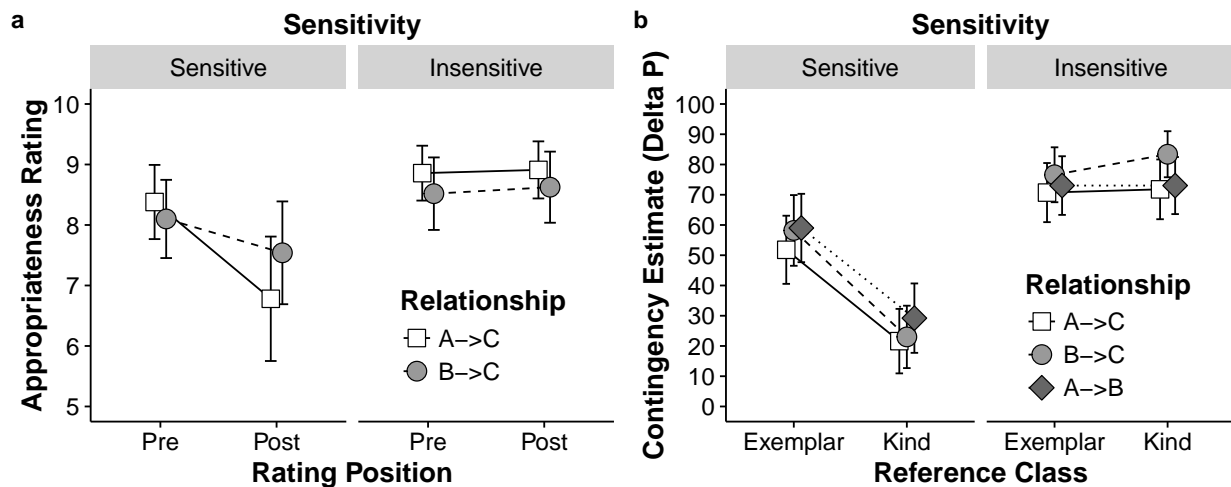 a
Sensitivity
Sensitive
Insensitive
Appropriateness Rating
10
9
8
7
6
5
Relationship
A−>C
B−>C
Pre
Post
Pre
Post
Rating Position
b
Sensitivity
Sensitive
Insensitive
Contingency Estimate (Delta P)
100
90
80
70
60
50
40
30
20
10
0
Relationship
A−>C
B−>C
A−>B
Exemplar
Kind
Exemplar
Kind
Reference Class